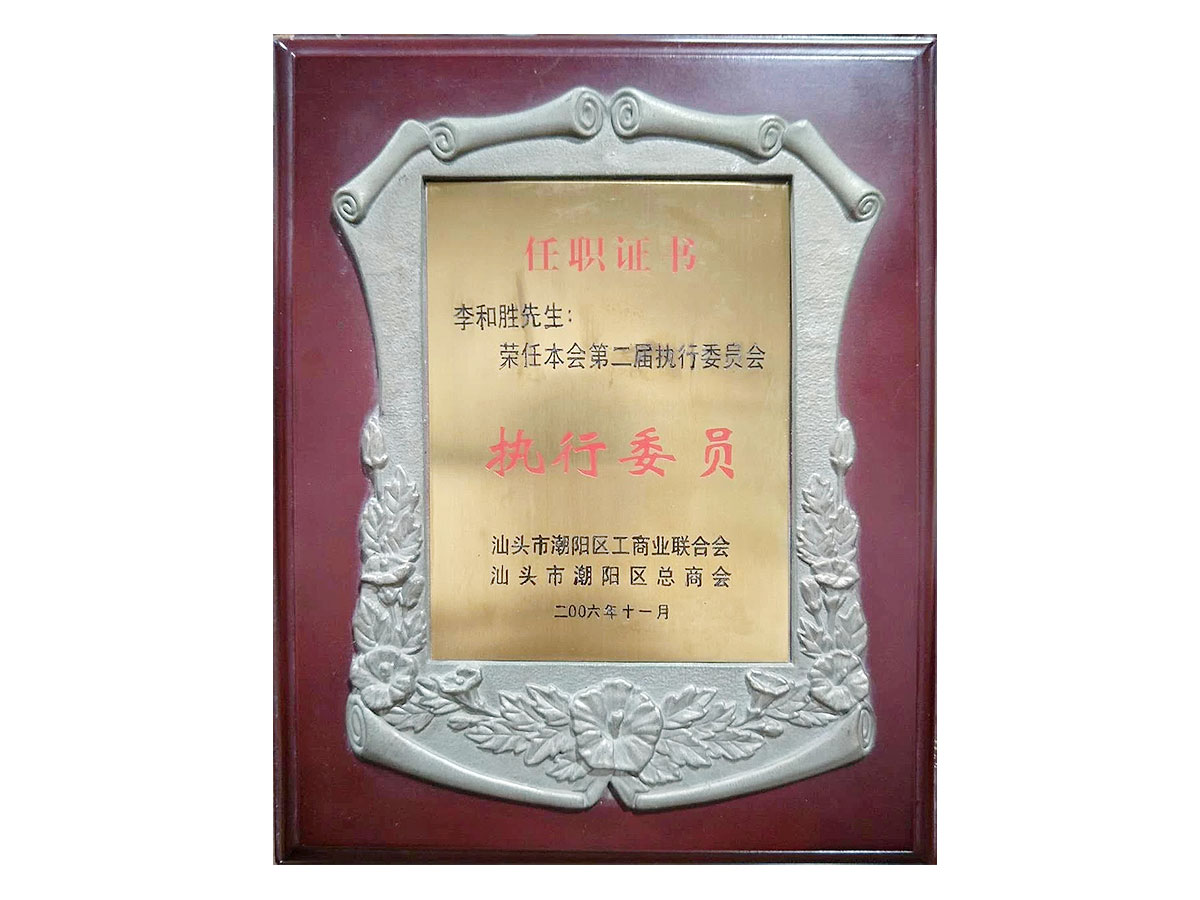 任职证书
李和胜先生：
荣任本会第二届执行委员会
执行委员
汕头市潮阳区工商业联合会
汕头市潮阳区总商会
二00六年十一月